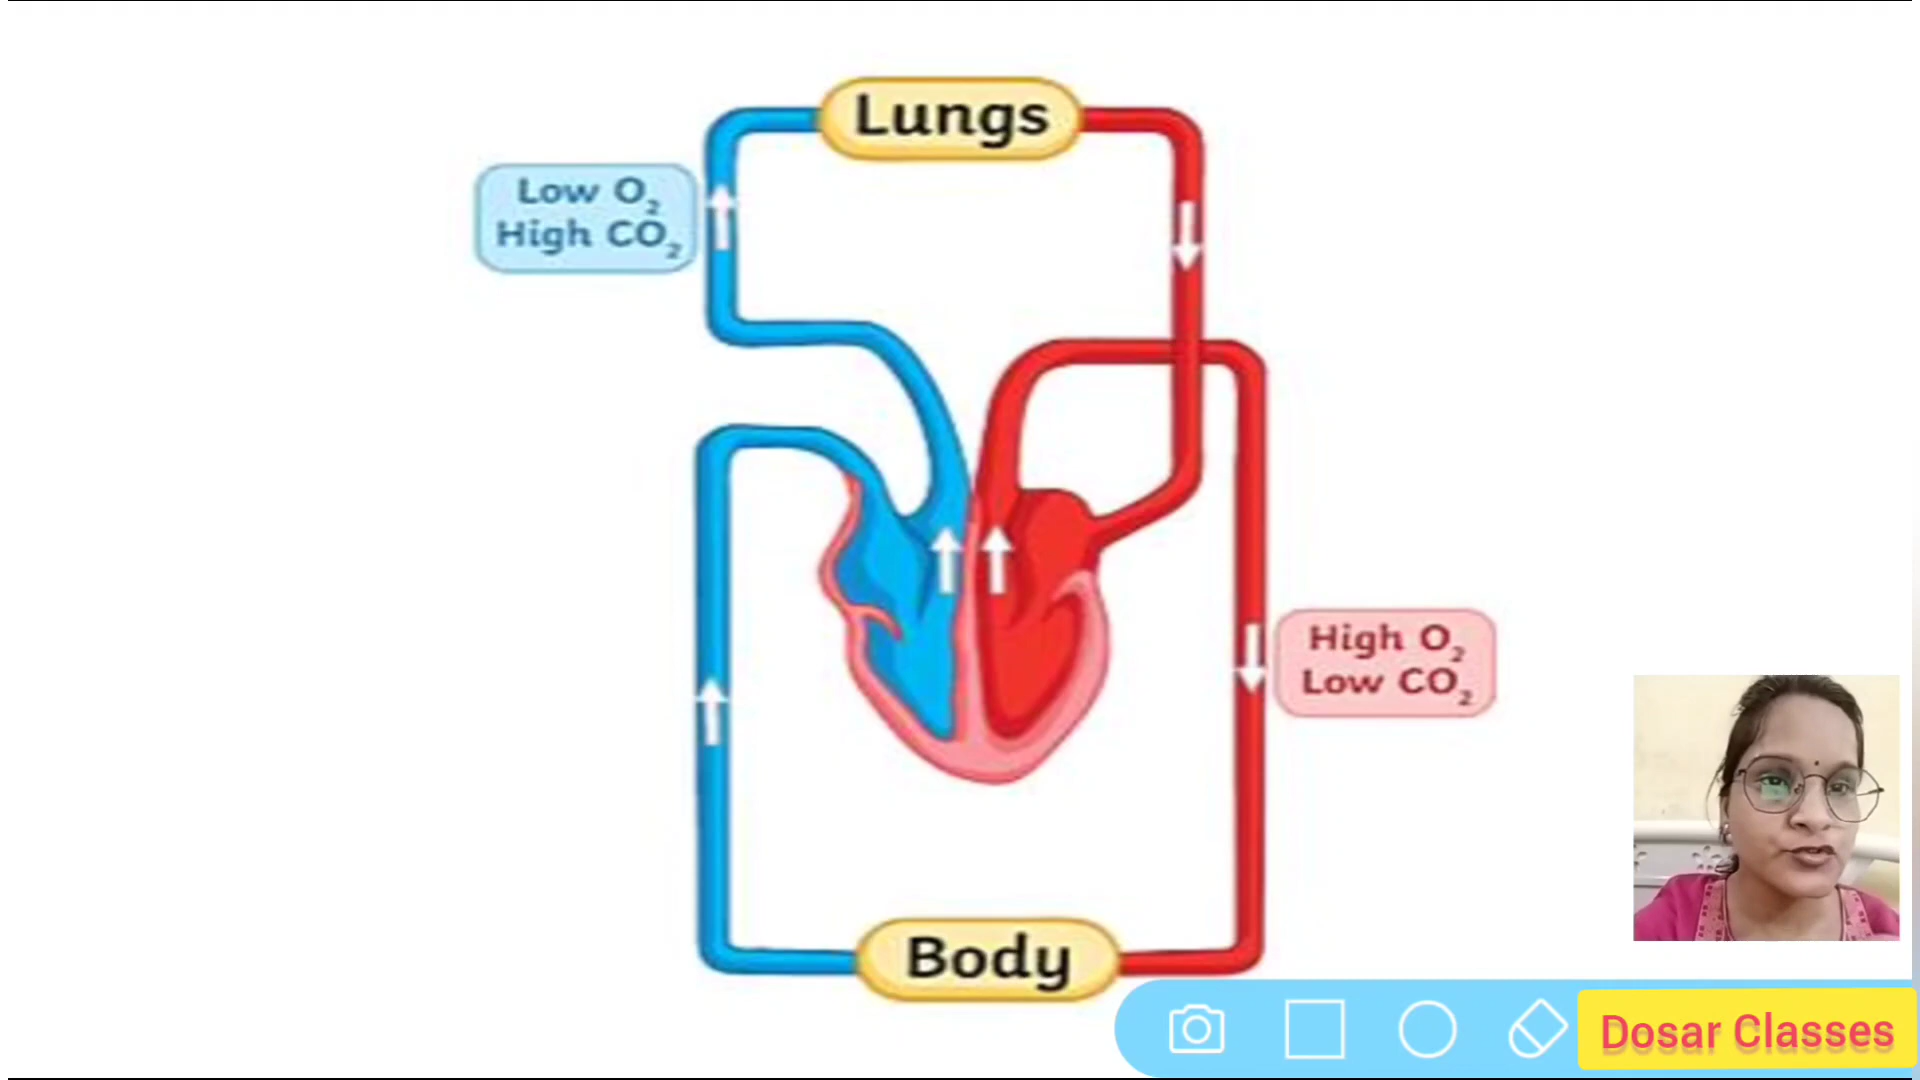 Lungs
Low O₂
High CO₂
High O₂
Low CO₂
Body
Dosar Classes